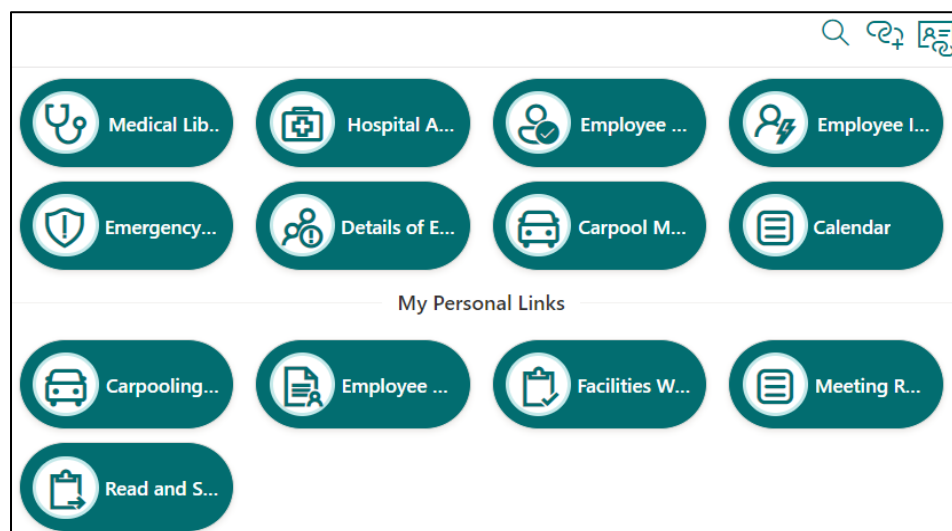 Medical Lib..
Hospital A...
Employee ...
Employee I...
Emergency...
Details of E...
Carpool M...
Calendar
My Personal Links
Carpooling...
Employee ...
Facilities W...
Meeting R...
Read and S...